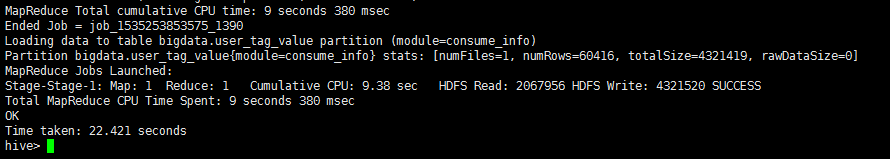 MapReduce Total cumulative CPU time: 9 seconds 380 msec
Ended Job = job_1535253853575_1390
Loading data to table bigdata.user_tag_value partition (module=consume_info)
Partition bigdata.user_tag_value{module=consume_info} stats: [numFiles=1, numRows=60416, totalSize=4321419, rawDataSize=0]
MapReduce Jobs Launched:
Stage-Stage-1: Map: 1  Reduce: 1   Cumulative CPU: 9.38 sec   HDFS Read: 2067956 HDFS Write: 4321520 SUCCESS
Total MapReduce CPU Time Spent: 9 seconds 380 msec
OK
Time taken: 22.421 seconds
hive>